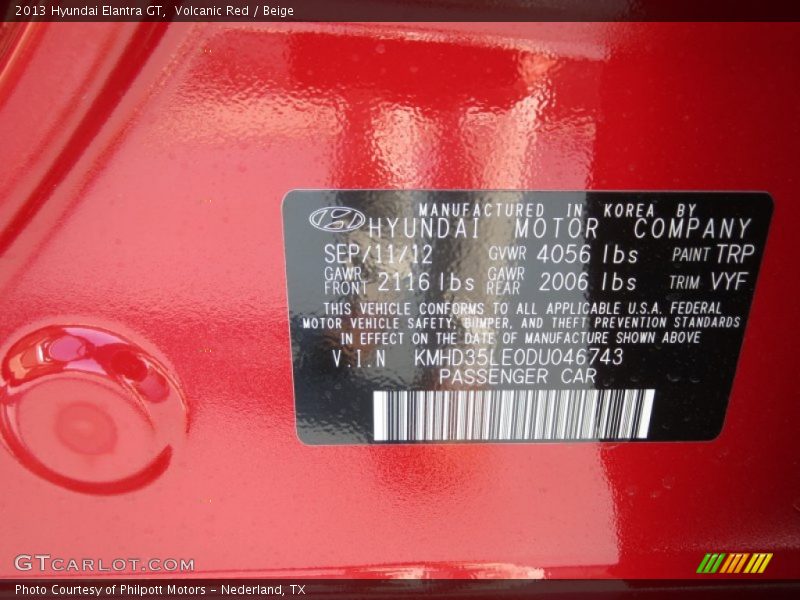 2013 Hyundai Elantra GT, Volcanic Red / Beige
MANUFACTURED IN KOREA BY
HYUNDAI MOTOR COMPANY
SEP/11/12 GVWR 4056 lbs PAINT TRP
GAWR FRONT 2116 lbs GAWR REAR 2006 lbs TRIM VYF
THIS VEHICLE CONFORMS TO ALL APPLICABLE U.S.A. FEDERAL
MOTOR VEHICLE SAFETY, BUMPER, AND THEFT PREVENTION STANDARDS
IN EFFECT ON THE DATE OF MANUFACTURE SHOWN ABOVE
V.I.N KMHD35LE0DU046743
PASSENGER CAR
GTCARLOT.COM
Photo Courtesy of Philpott Motors - Nederland, TX